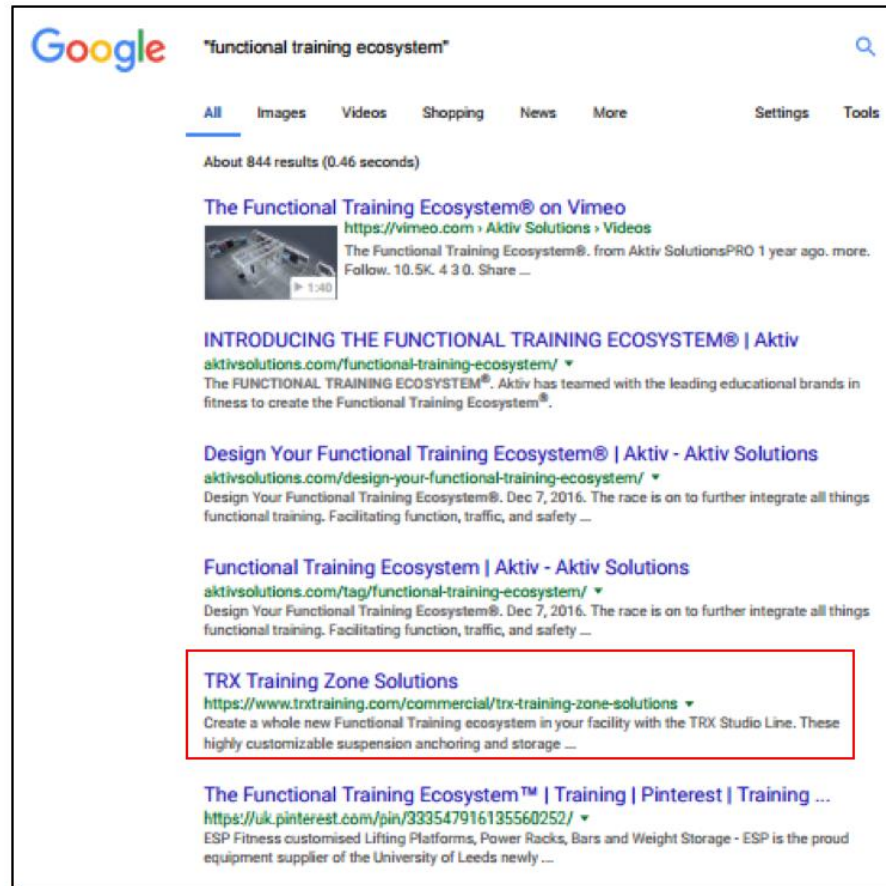 Google "functional training ecosystem"
All Images Videos Shopping News More Settings Tools
About 844 results (0.46 seconds)
The Functional Training Ecosystem® on Vimeo
https://vimeo.com › Aktiv Solutions › Videos
The Functional Training Ecosystem®. from Aktiv SolutionsPRO 1 year ago. more.
Follow. 10.5K. 4 3 0. Share ...
1:40
INTRODUCING THE FUNCTIONAL TRAINING ECOSYSTEM® | Aktiv
aktivsolutions.com/functional-training-ecosystem/
The FUNCTIONAL TRAINING ECOSYSTEM®. Aktiv has teamed with the leading educational brands in
fitness to create the Functional Training Ecosystem®.
Design Your Functional Training Ecosystem® | Aktiv - Aktiv Solutions
aktivsolutions.com/design-your-functional-training-ecosystem/
Design Your Functional Training Ecosystem®. Dec 7, 2016. The race is on to further integrate all things
functional training. Facilitating function, traffic, and safety ...
Functional Training Ecosystem | Aktiv - Aktiv Solutions
aktivsolutions.com/tag/functional-training-ecosystem/
Design Your Functional Training Ecosystem®. Dec 7, 2016. The race is on to further integrate all things
functional training. Facilitating function, traffic, and safety ...
TRX Training Zone Solutions
https://www.trxtraining.com/commercial/trx-training-zone-solutions
Create a whole new Functional Training ecosystem in your facility with the TRX Studio Line. These
highly customizable suspension anchoring and storage ...
The Functional Training Ecosystem™ | Training | Pinterest | Training ...
https://uk.pinterest.com/pin/333547916135560252/
ESP Fitness customised Lifting Platforms, Power Racks, Bars and Weight Storage - ESP is the proud
equipment supplier of the University of Leeds newly ...